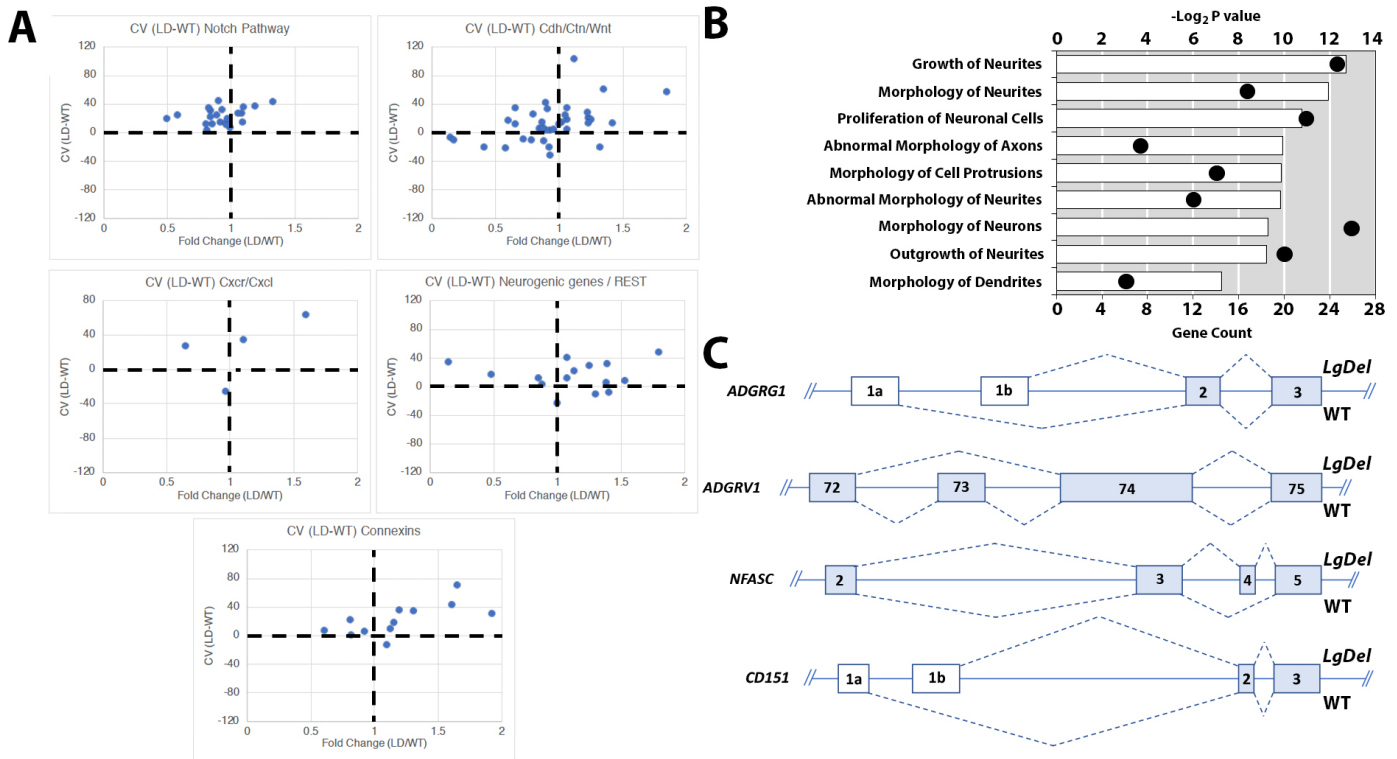 A
CV (LD-WT) Notch Pathway
120
80
40
0
-40
-80
-120
CV (LD-WT)
0 0.5 1 1.5 2
Fold Change (LD/WT)
CV (LD-WT) Cdh/Ctn/Wnt
120
80
40
0
-40
-80
-120
CV (LD-WT)
0 0.5 1 1.5 2
Fold Change (LD/WT)
CV (LD-WT) Cxcr/Cxcl
80
40
0
-40
-80
-120
CV (LD-WT)
0 0.5 1 1.5 2
Fold Change (LD/WT)
CV (LD-WT) Neurogenic genes / REST
120
80
40
0
-40
-80
-120
CV (LD-WT)
0 0.5 1 1.5 2
Fold Change (LD/WT)
CV (LD-WT) Connexins
120
80
40
0
-40
-80
-120
CV (LD-WT)
0 0.5 1 1.5 2
Fold Change (LD/WT)
B
-Log2 P value
0 2 4 6 8 10 12 14
Growth of Neurites
Morphology of Neurites
Proliferation of Neuronal Cells
Abnormal Morphology of Axons
Morphology of Cell Protrusions
Abnormal Morphology of Neurites
Morphology of Neurons
Outgrowth of Neurites
Morphology of Dendrites
0 4 8 12 16 20 24 28
Gene Count
C
LgDel
ADGRG1 1a 1b 2 3
WT
LgDel
ADGRV1 72 73 74 75
WT
LgDel
NFASC 2 3 4 5
WT
LgDel
CD151 1a 1b 2 3
WT